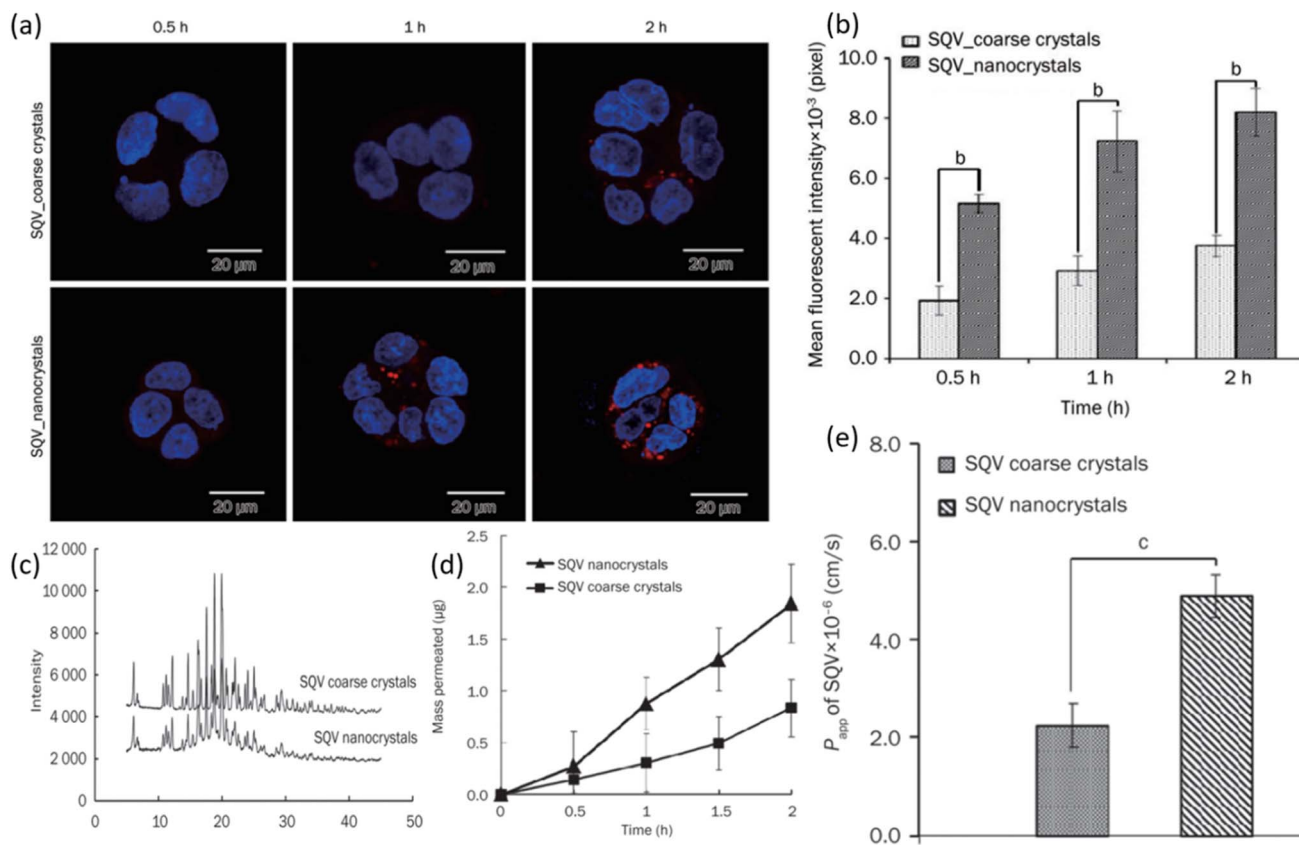 (a)
0.5 h
1 h
2 h
SQV_coarse crystals
20 µm
20 µm
20 µm
SQV_nanocrystals
20 µm
20 µm
20 µm
(b)
SQV_coarse crystals
SQV_nanocrystals
Mean fluorescent intensity×10⁻³ (pixel)
10.0
8.0
6.0
4.0
2.0
0.0
b
b
b
0.5 h
1 h
2 h
Time (h)
(c)
Intensity
12 000
10 000
8 000
6 000
4 000
2 000
0
SQV coarse crystals
SQV nanocrystals
0
10
20
30
40
50
(d)
Mass permeated (µg)
2.5
2.0
1.5
1.0
0.5
0
SQV nanocrystals
SQV coarse crystals
0
0.5
1
1.5
2
Time (h)
(e)
Papp of SQV×10⁻⁶ (cm/s)
8.0
6.0
4.0
2.0
0.0
SQV coarse crystals
SQV nanocrystals
c